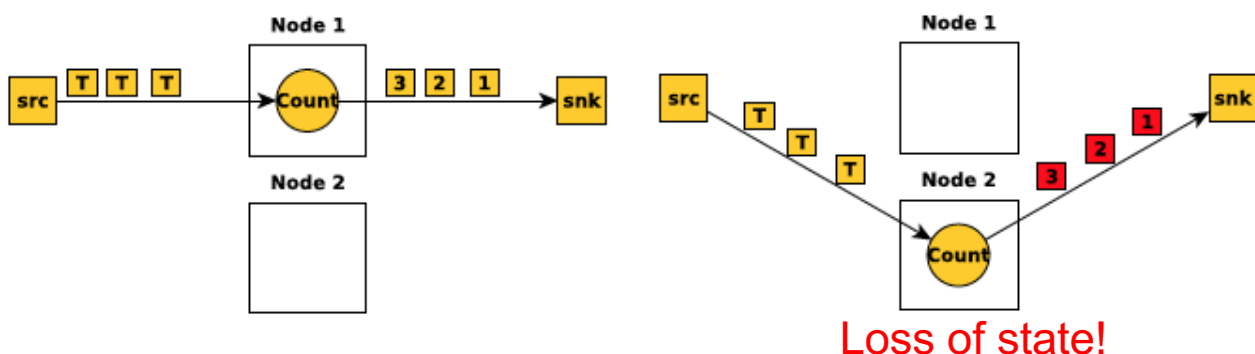 Node 1
src
T T T
Count
3 2 1
snk
Node 2
Node 1
src
T
T
T
1
2
3
snk
Node 2
Count
Loss of state!